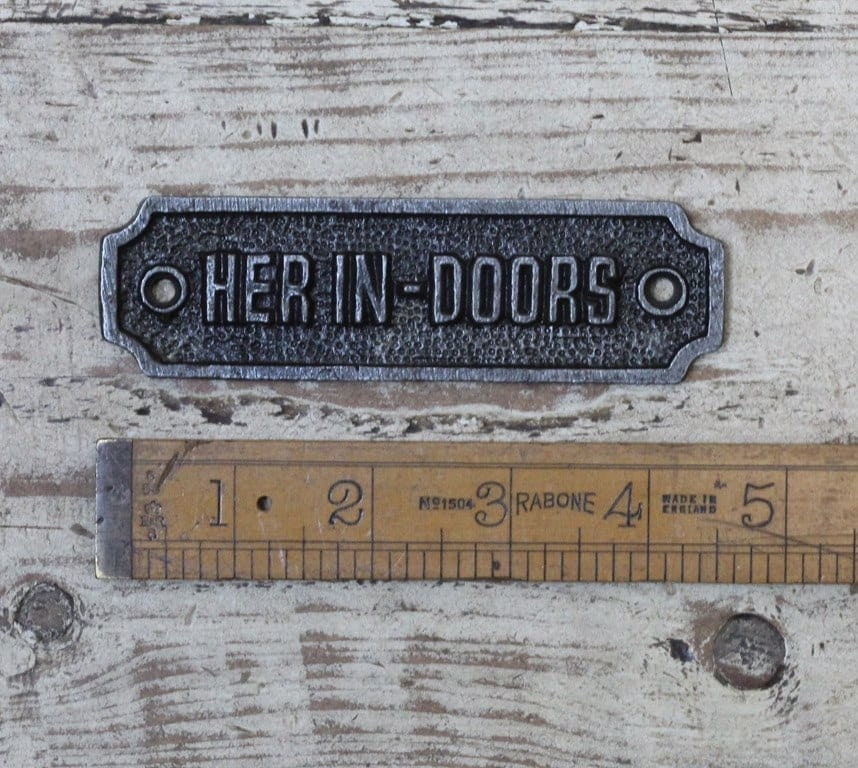 HER IN-DOORS
1 2 No1504 3 RABONE 4 MADE IN 5
ENGLAND